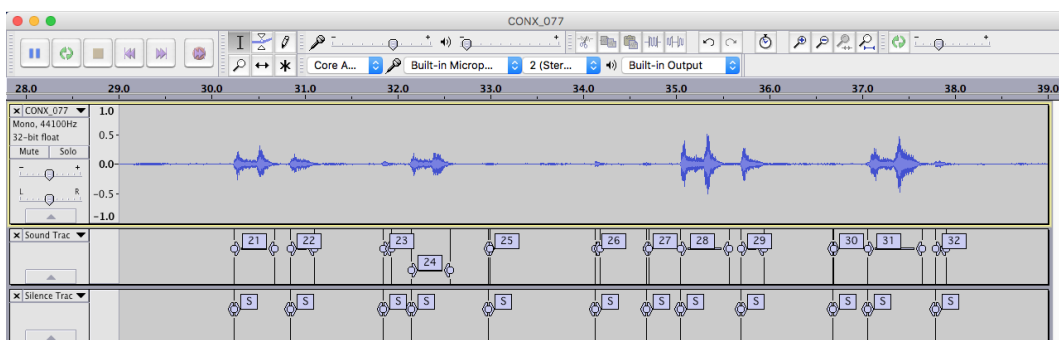 CONX_077
Core A... Built-in Microp... 2 (Ster... Built-in Output
28.0 29.0 30.0 31.0 32.0 33.0 34.0 35.0 36.0 37.0 38.0 39.0
CONX_077
Mono, 44100Hz
32-bit float
Mute Solo
- +
L R
1.0
0.5-
0.0-
-0.5-
-1.0
Sound Trac
21 22 23 24 25 26 27 28 29 30 31 32
Silence Trac
S S S S S S S S S S S S